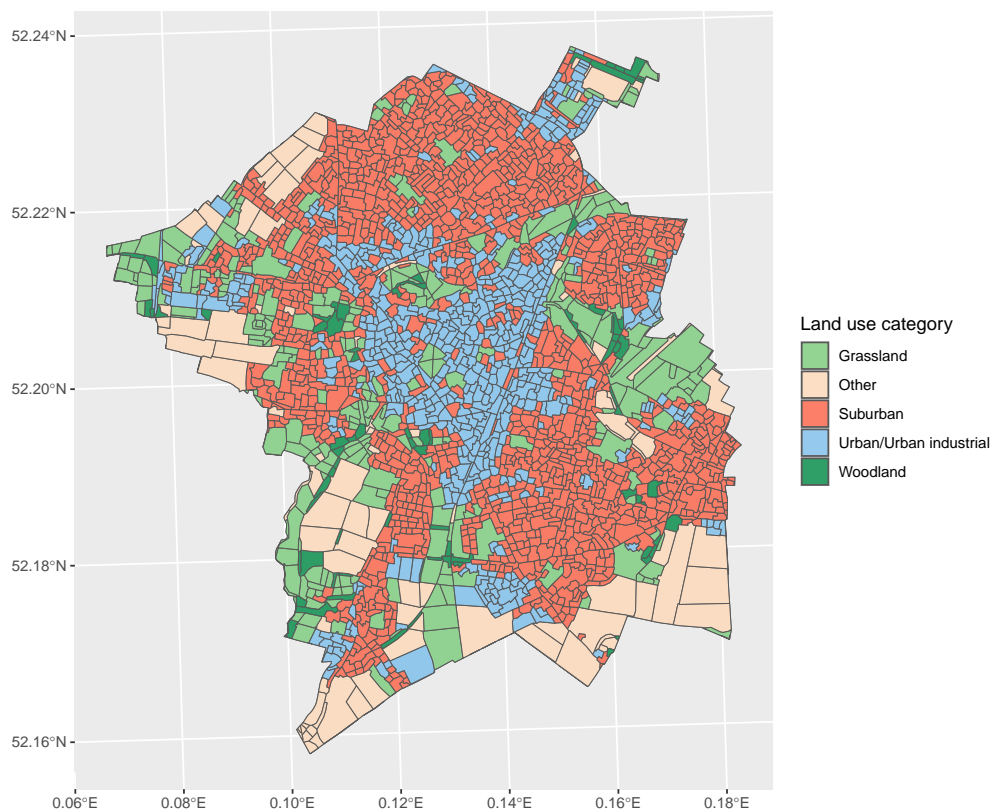 52.24°N
52.22°N
52.20°N
52.18°N
52.16°N
0.06°E 0.08°E 0.10°E 0.12°E 0.14°E 0.16°E 0.18°E
Land use category
Grassland
Other
Suburban
Urban/Urban industrial
Woodland